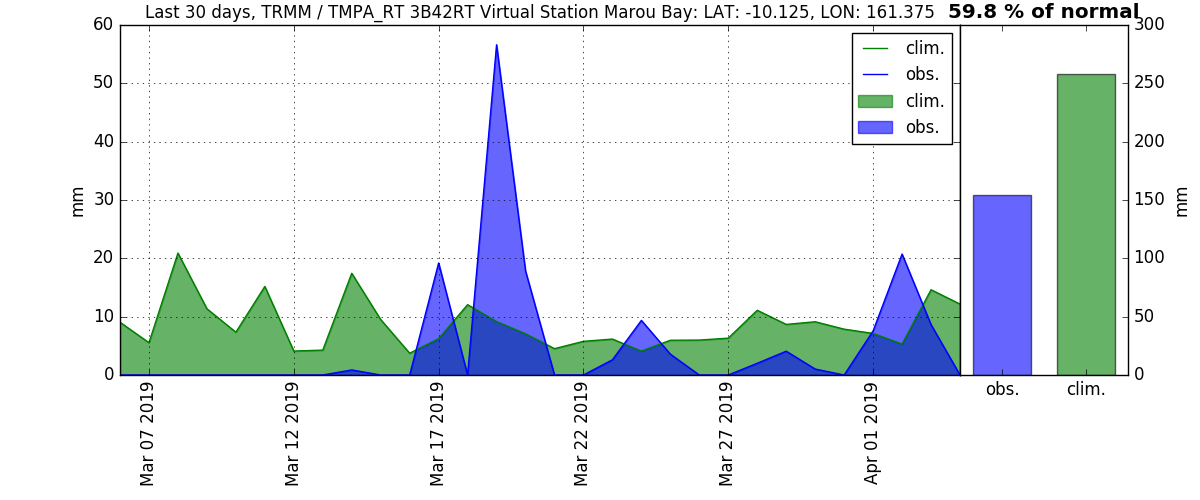 Last 30 days, TRMM / TMPA_RT 3B42RT Virtual Station Marou Bay: LAT: -10.125, LON: 161.375
59.8 % of normal
60
50
40
30
20
10
0
mm
clim.
obs.
clim.
obs.
300
250
200
150
100
50
0
mm
Mar 07 2019
Mar 12 2019
Mar 17 2019
Mar 22 2019
Mar 27 2019
Apr 01 2019
obs.
clim.